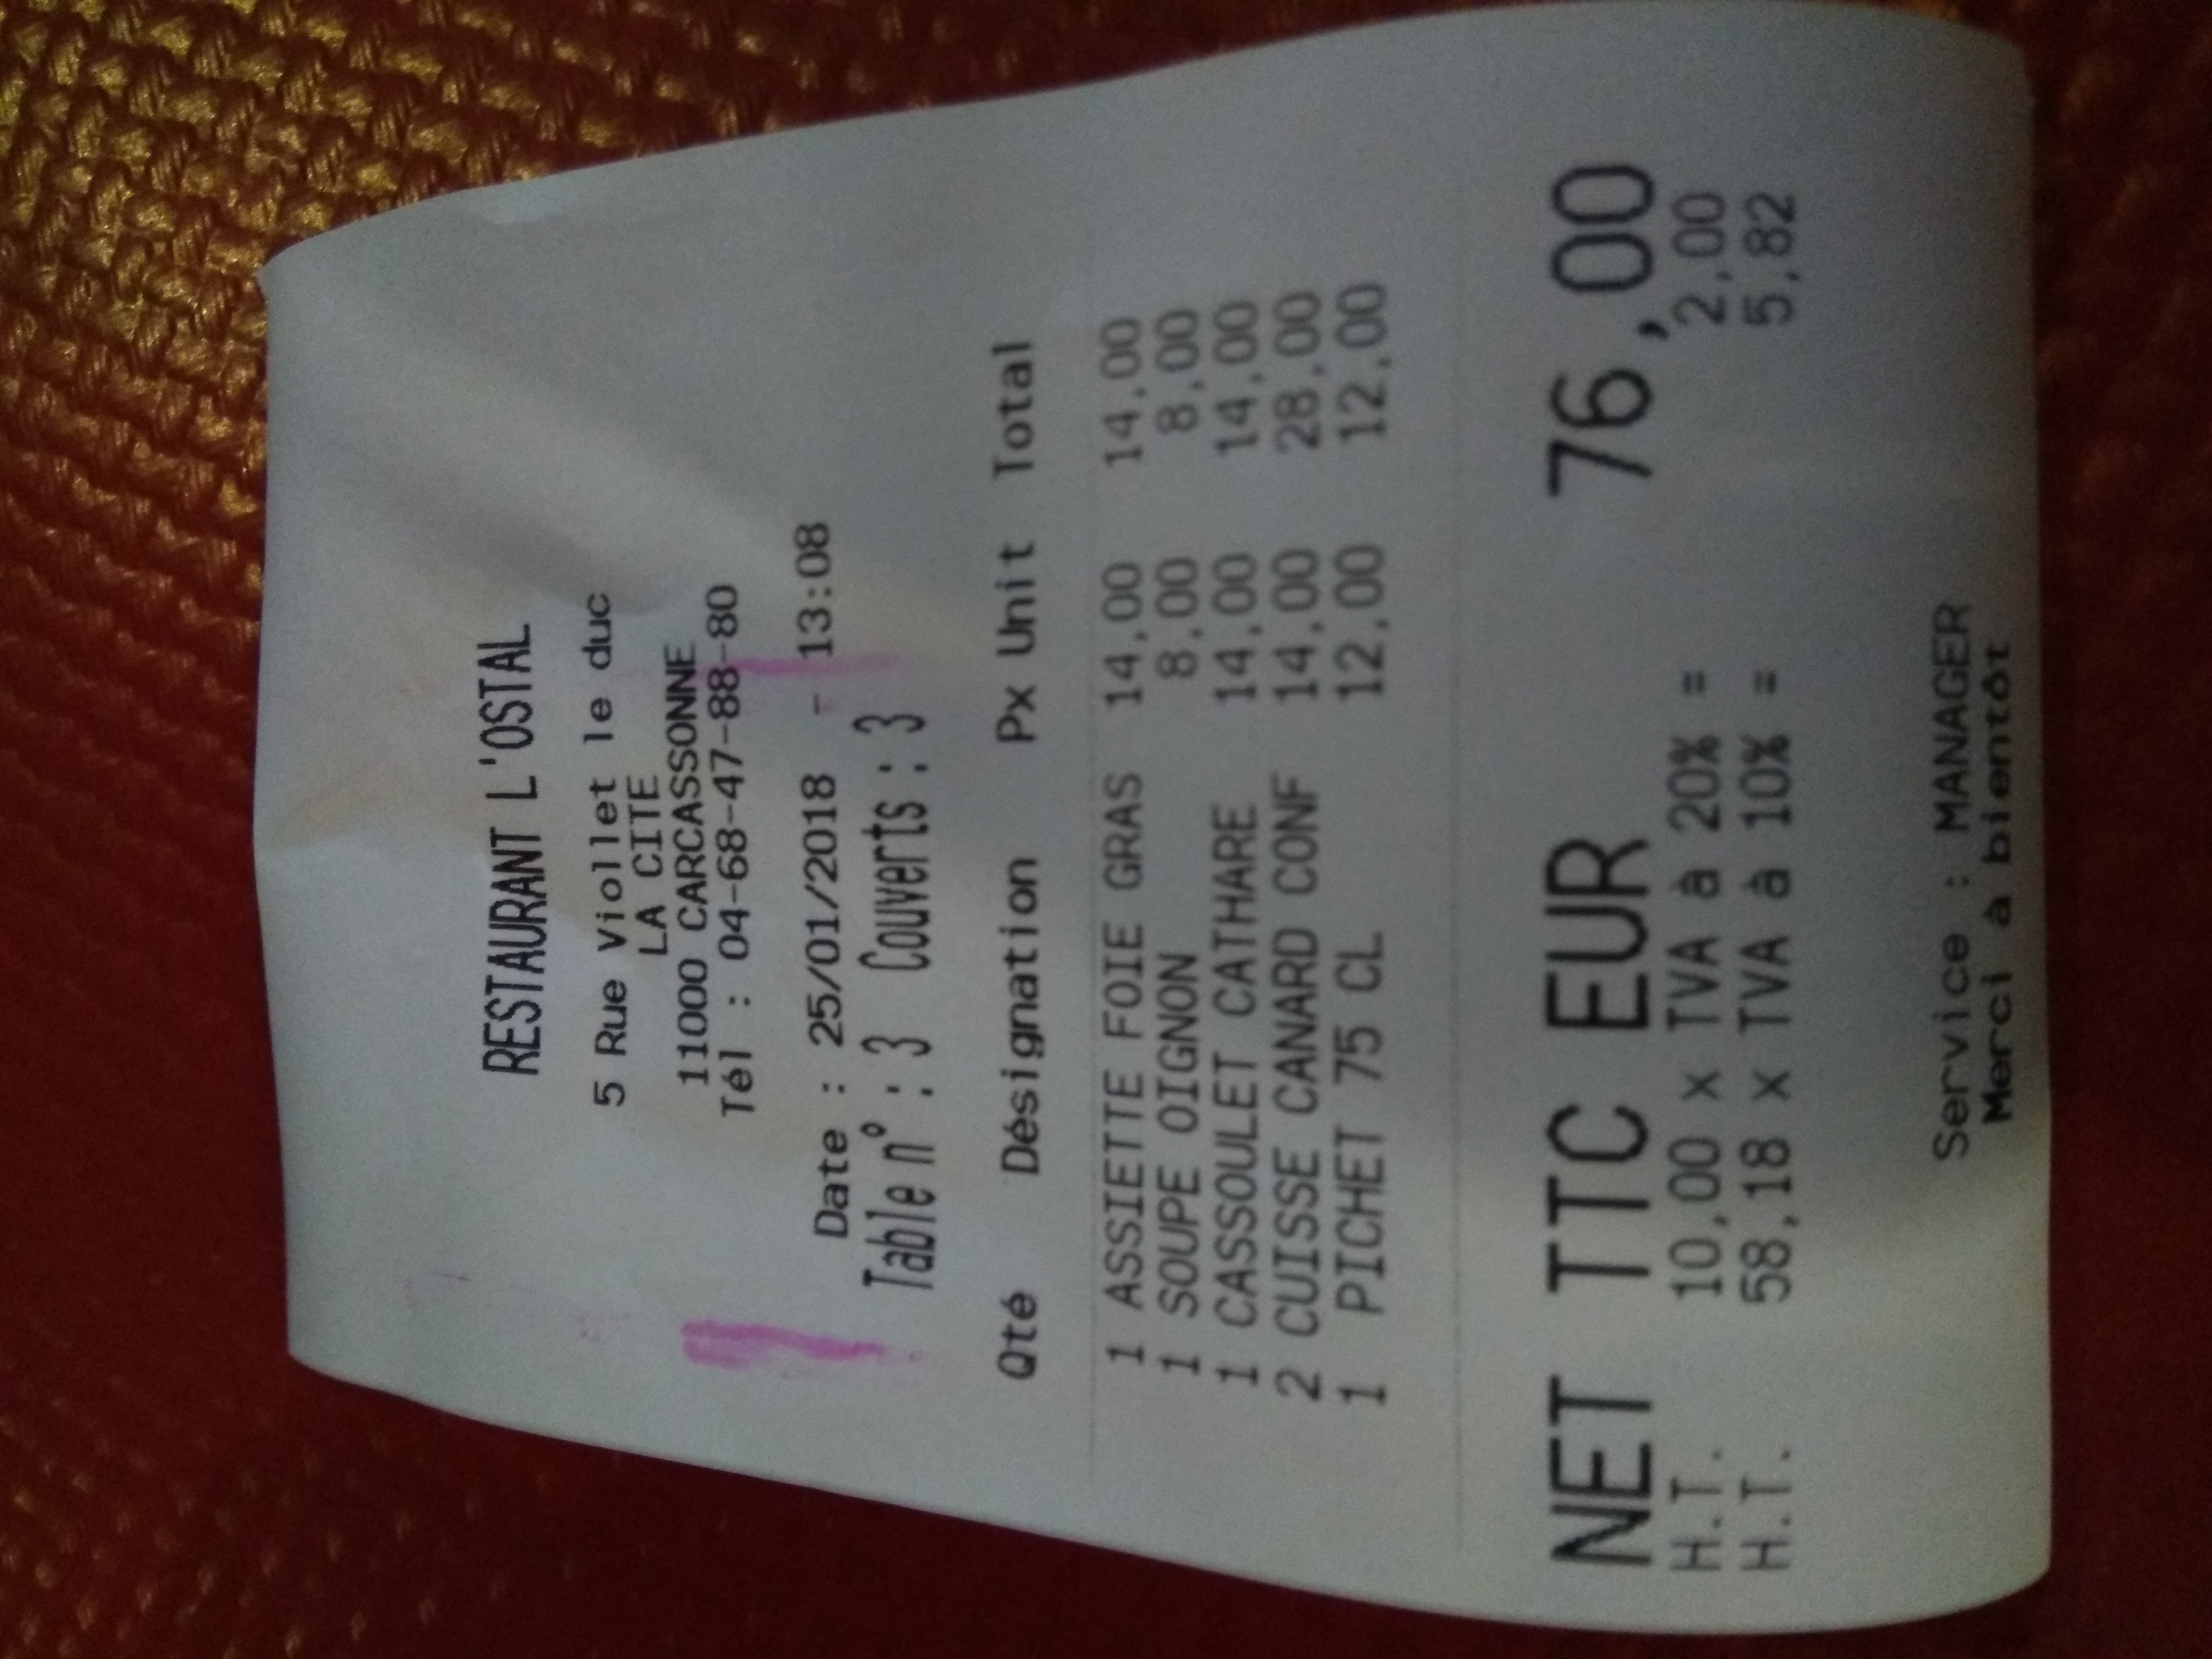 RESTAURANT L'OSTAL
5 Rue Viollet le duc
LA CITE
11000 CARCASSONNE
Tél : 04-68-47-88-80
Date : 25/01/2018 - 13:08
Table n° : 3 Couverts : 3
Qté Désignation Px Unit Total
1 ASSIETTE FOIE GRAS 14,00 14,00
1 SOUPE OIGNON 8,00 8,00
1 CASSOULET CATHARE 14,00 14,00
2 CUISSE CANARD CONF 14,00 28,00
1 PICHET 75 CL 12,00 12,00
NET TTC EUR 76,00
H.T. 10,00 x TVA à 20% = 2,00
H.T. 58,18 x TVA à 10% = 5,82
Service : MANAGER
Merci à bientôt